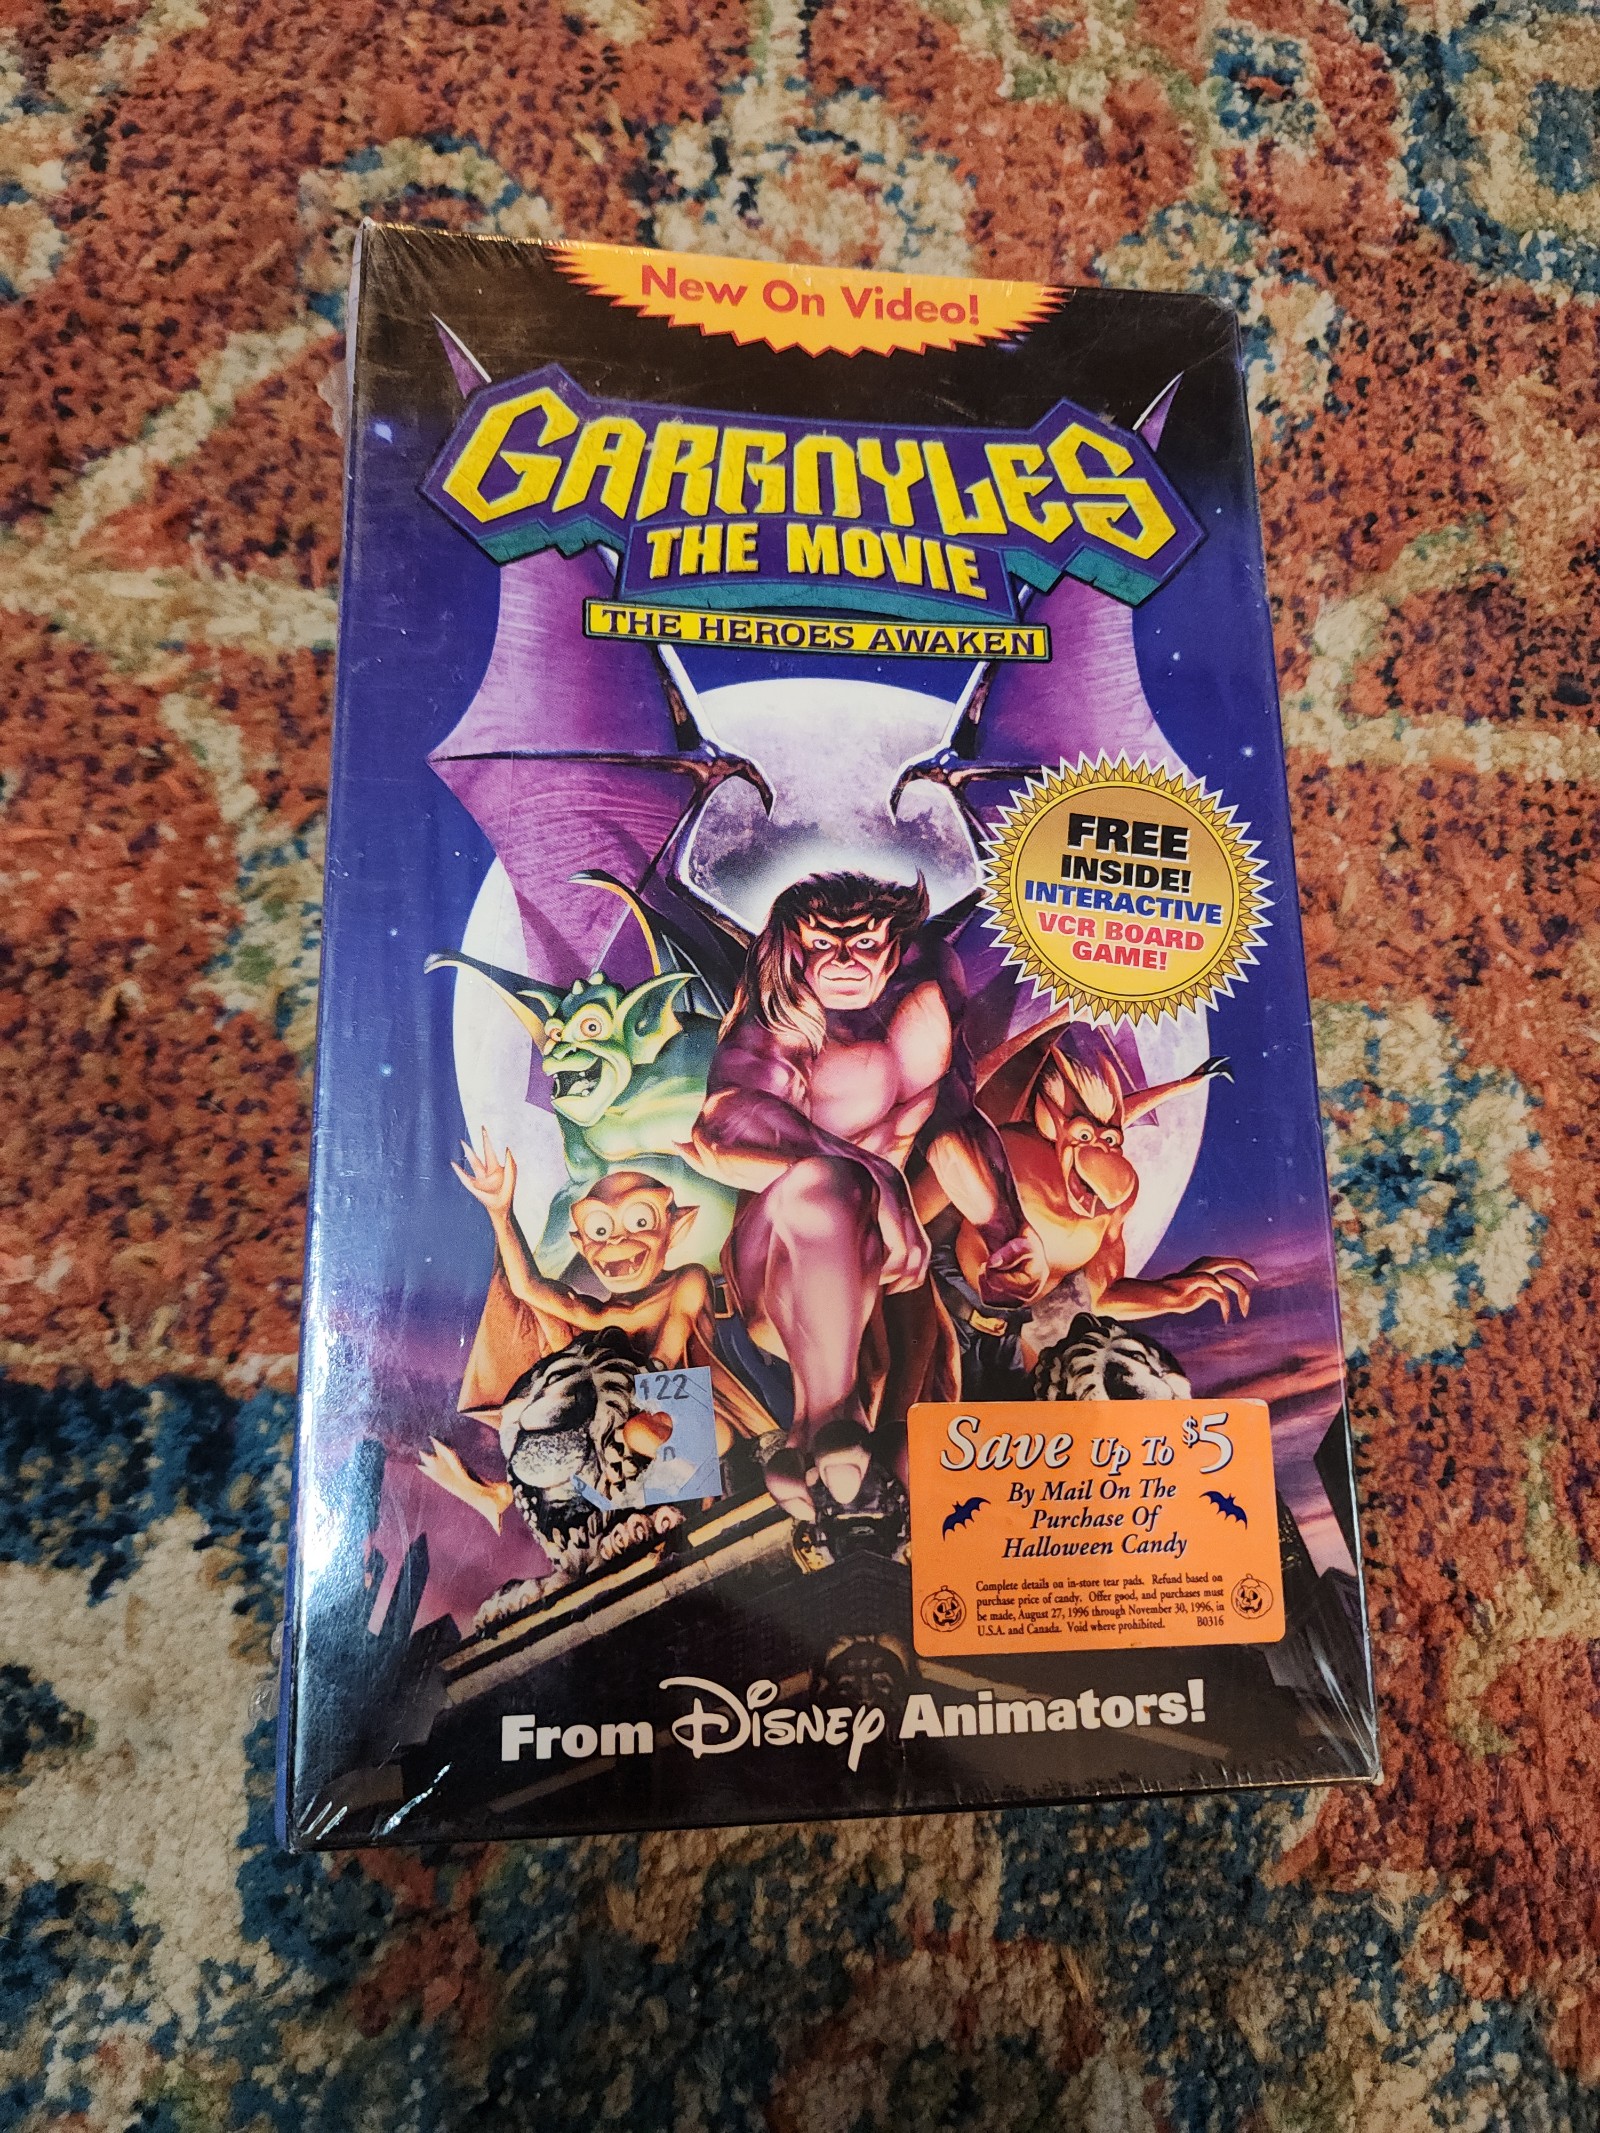 New On Video!
GARGOYLES
THE MOVIE
THE HEROES AWAKEN
FREE
INSIDE!
INTERACTIVE
VCR BOARD
GAME!
122
Save Up To $5
By Mail On The
Purchase Of
Halloween Candy
Complete details on in-store tear pads. Refund based on
purchase price of candy. Offer good, and purchases must
be made, August 27, 1996 through November 30, 1996, in
U.S.A. and Canada. Void where prohibited. B0316
From Disney Animators!